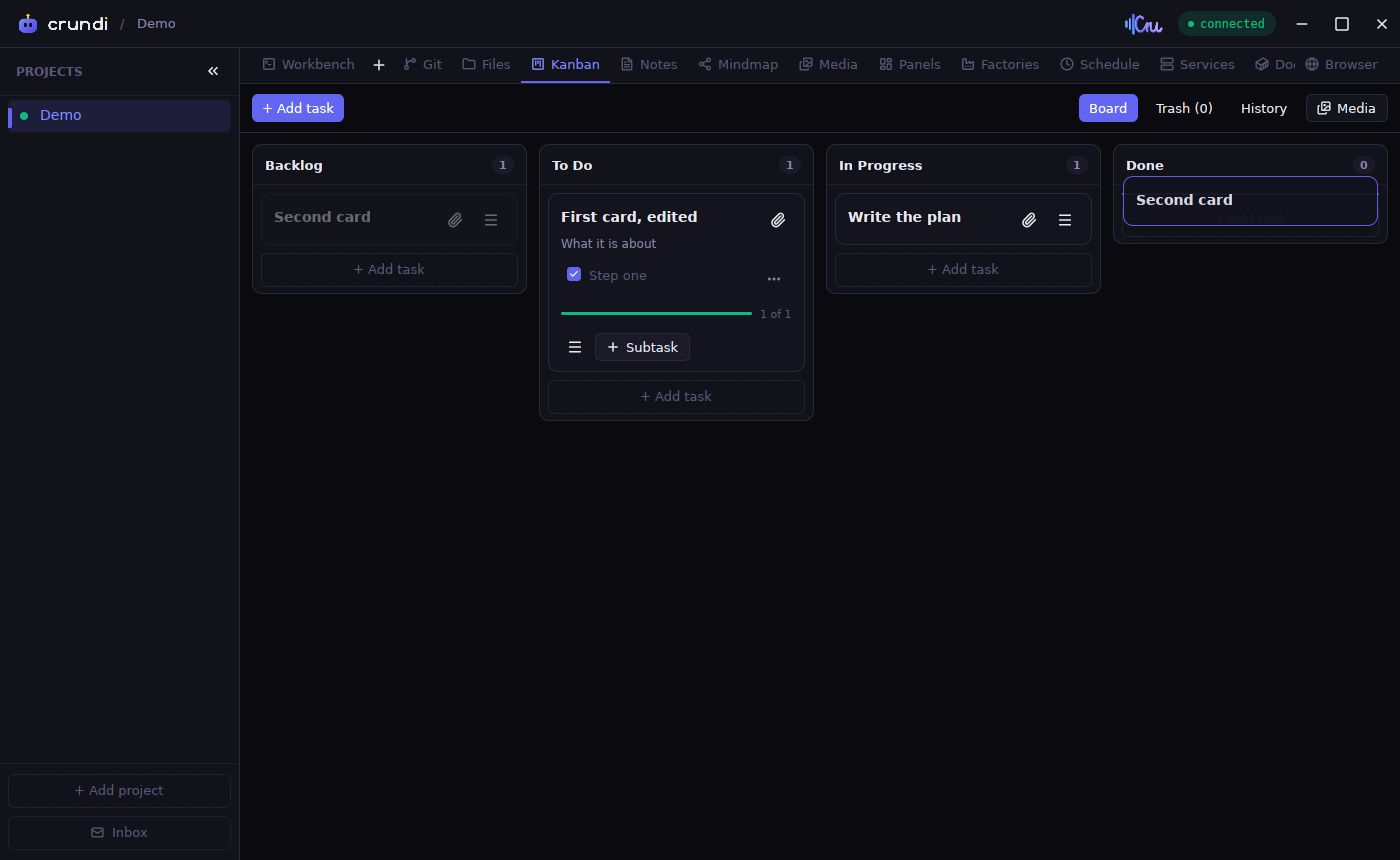 crundi / Demo
Cru
connected
PROJECTS
Demo
Workbench
Git
Files
Kanban
Notes
Mindmap
Media
Panels
Factories
Schedule
Services
Browser
+ Add task
Board
Trash (0)
History
Media
Backlog 1
Second card
+ Add task
To Do 1
First card, edited
What it is about
Step one
1 of 1
+ Subtask
+ Add task
In Progress 1
Write the plan
+ Add task
Done 0
Second card
+ Add task
+ Add project
Inbox